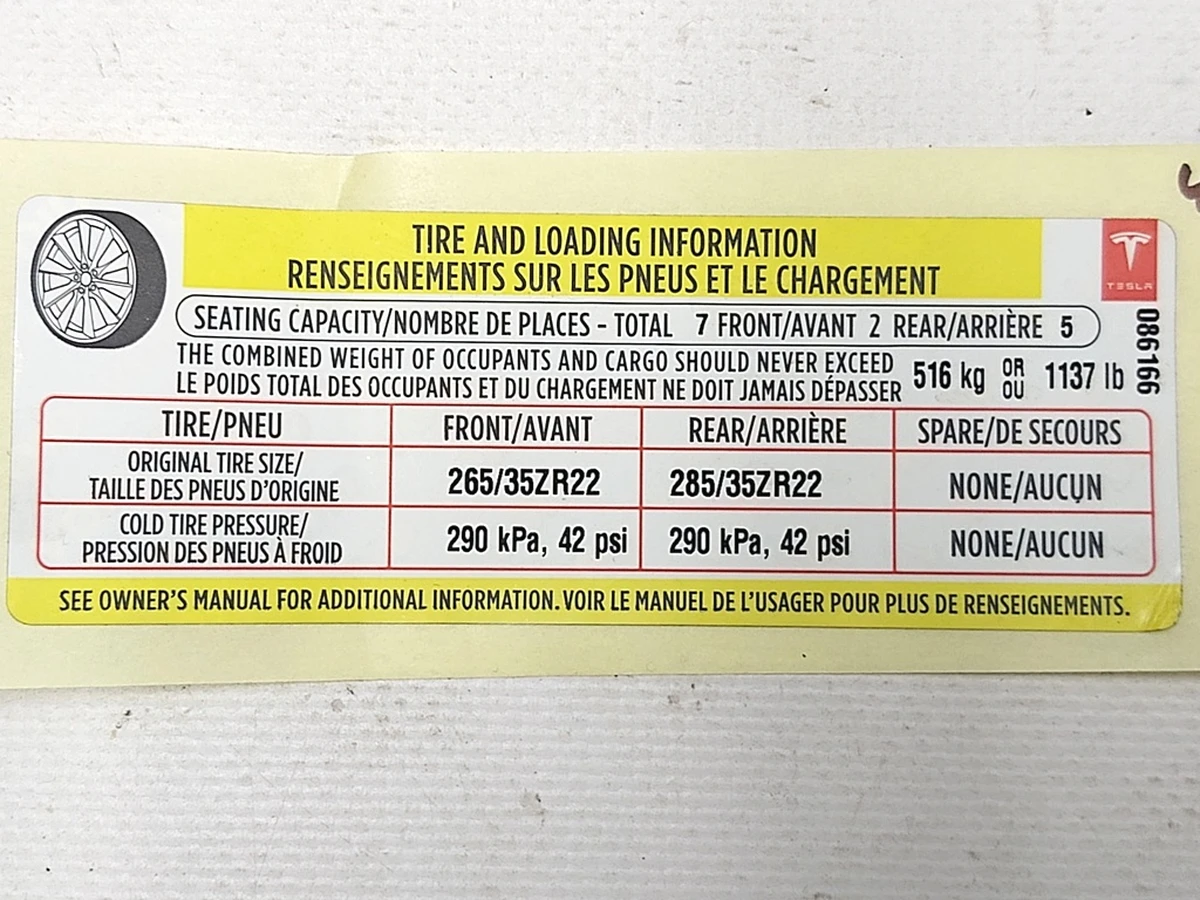 TIRE AND LOADING INFORMATION
RENSEIGNEMENTS SUR LES PNEUS ET LE CHARGEMENT
TESLA
SEATING CAPACITY/NOMBRE DE PLACES - TOTAL 7 FRONT/AVANT 2 REAR/ARRIÈRE 5
THE COMBINED WEIGHT OF OCCUPANTS AND CARGO SHOULD NEVER EXCEED
LE POIDS TOTAL DES OCCUPANTS ET DU CHARGEMENT NE DOIT JAMAIS DÉPASSER
516 kg OR 1137 lb
OU
086166
TIRE/PNEU FRONT/AVANT REAR/ARRIÈRE SPARE/DE SECOURS
ORIGINAL TIRE SIZE/
TAILLE DES PNEUS D'ORIGINE 265/35ZR22 285/35ZR22 NONE/AUCUN
COLD TIRE PRESSURE/
PRESSION DES PNEUS À FROID 290 kPa, 42 psi 290 kPa, 42 psi NONE/AUCUN
SEE OWNER'S MANUAL FOR ADDITIONAL INFORMATION. VOIR LE MANUEL DE L'USAGER POUR PLUS DE RENSEIGNEMENTS.